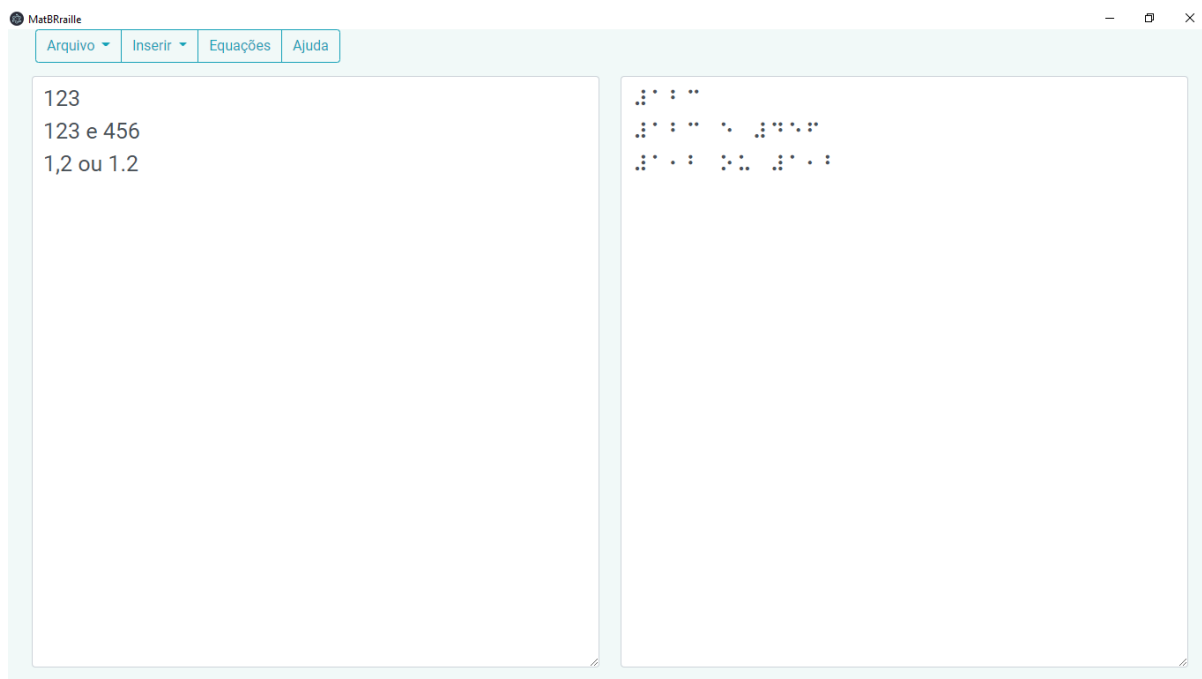 MatBRraille
Arquivo Inserir Equações Ajuda
123
123 e 456
1,2 ou 1.2
⠼⠁⠃⠉
⠼⠁⠃⠉ ⠑ ⠼⠙⠑⠋
⠼⠁⠂⠃ ⠕⠥ ⠼⠁⠂⠃